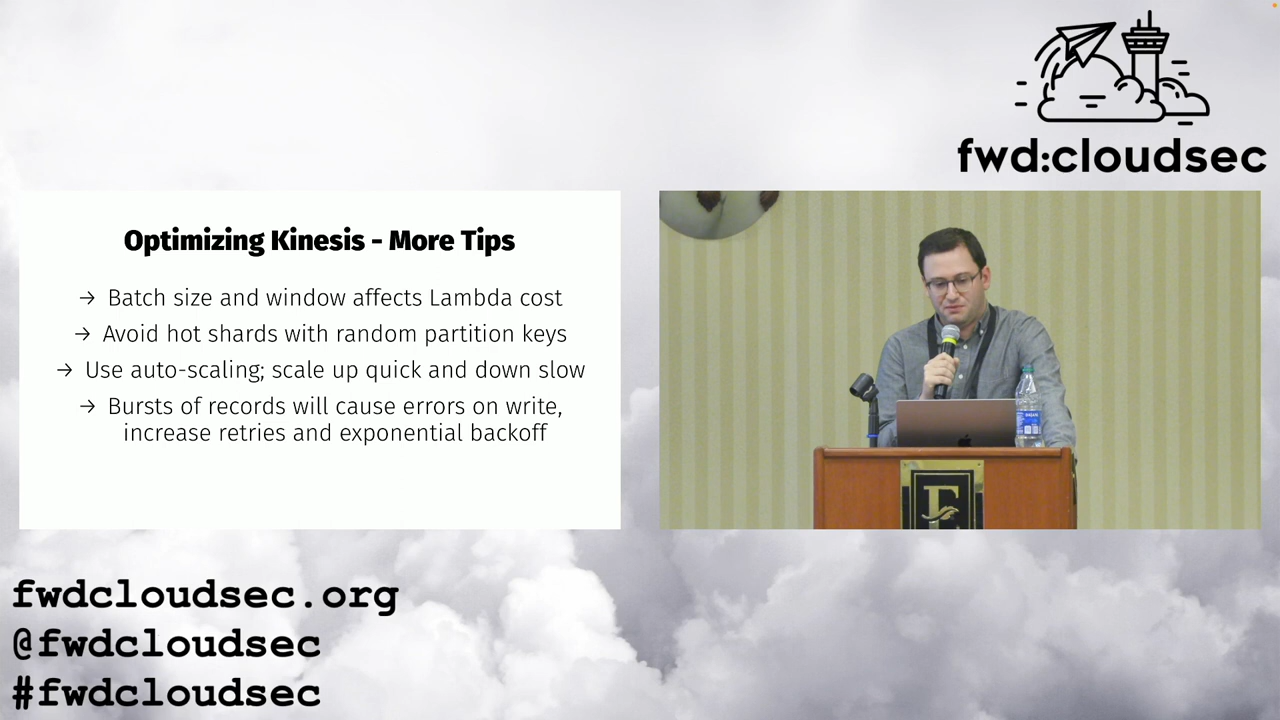 fwd:cloudsec
Optimizing Kinesis - More Tips
→ Batch size and window affects Lambda cost
→ Avoid hot shards with random partition keys
→ Use auto-scaling; scale up quick and down slow
→ Bursts of records will cause errors on write,
increase retries and exponential backoff
E
fwdcloudsec.org
@fwdcloudsec
#fwdcloudsec